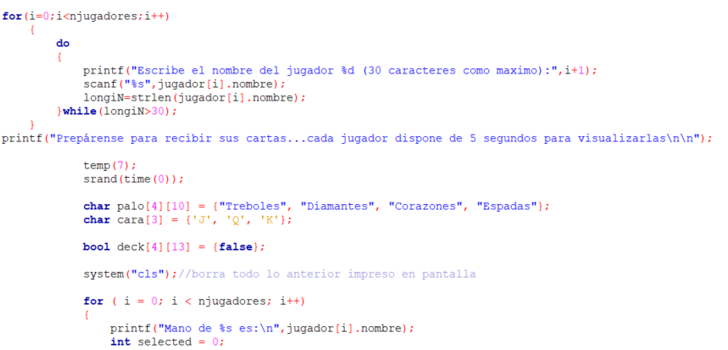 for(i=0;i<njugadores;i++)
{
do
{
printf("Escribe el nombre del jugador %d (30 caracteres como maximo):",i+1);
scanf("%s",jugador[i].nombre);
longiN=strlen(jugador[i].nombre);
}while(longiN>30);
}
printf("Prepárense para recibir sus cartas...cada jugador dispone de 5 segundos para visualizarlas\n\n");
temp(7);
srand(time(0));
char palo[4][10] = {"Treboles", "Diamantes", "Corazones", "Espadas"};
char cara[3] = {'J', 'Q', 'K'};
bool deck[4][13] = {false};
system("cls");//borra todo lo anterior impreso en pantalla
for ( i = 0; i < njugadores; i++)
{
printf("Mano de %s es:\n",jugador[i].nombre);
int selected = 0;